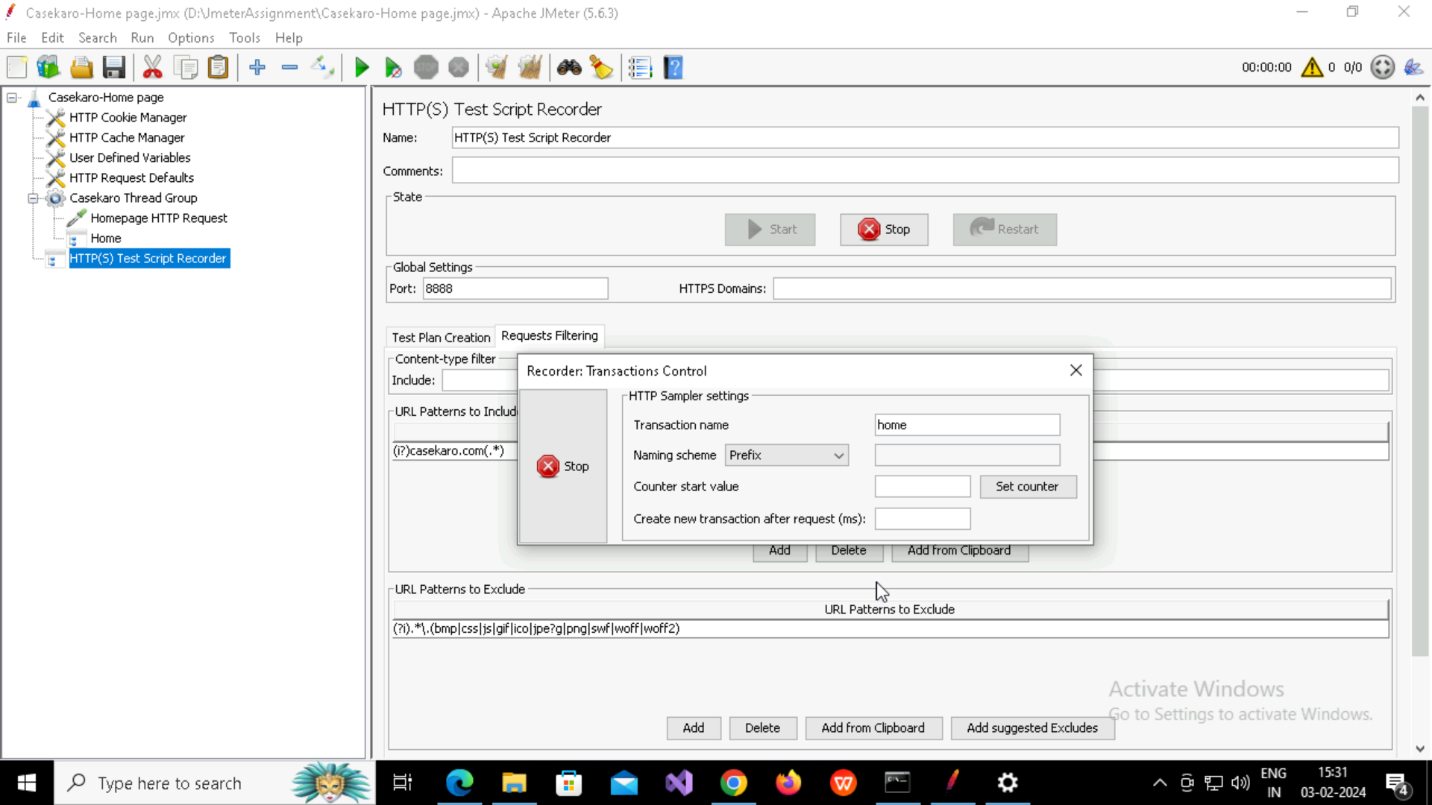 Casekaro-Home page.jmx (D:\JmeterAssignment\Casekaro-Home page.jmx) - Apache JMeter (5.6.3)
File Edit Search Run Options Tools Help
STOP
00:00:00 0 0/0
Casekaro-Home page
HTTP Cookie Manager
HTTP Cache Manager
User Defined Variables
HTTP Request Defaults
Casekaro Thread Group
Homepage HTTP Request
Home
HTTP(S) Test Script Recorder
HTTP(S) Test Script Recorder
Name: HTTP(S) Test Script Recorder
Comments:
State
Start Stop Restart
Global Settings
Port: 8888 HTTPS Domains:
Test Plan Creation Requests Filtering
Content-type filter
Include:
URL Patterns to Include
(i?)casekaro.com(.*)
Recorder: Transactions Control
Stop
HTTP Sampler settings
Transaction name home
Naming scheme Prefix
Counter start value Set counter
Create new transaction after request (ms):
Add Delete Add from Clipboard
URL Patterns to Exclude
URL Patterns to Exclude
(?i).*\.(bmp|css|js|gif|ico|jpe?g|png|swf|woff|woff2)
Add Delete Add from Clipboard Add suggested Excludes
Activate Windows
Go to Settings to activate Windows.
Type here to search
ENG
IN
15:31
03-02-2024
4